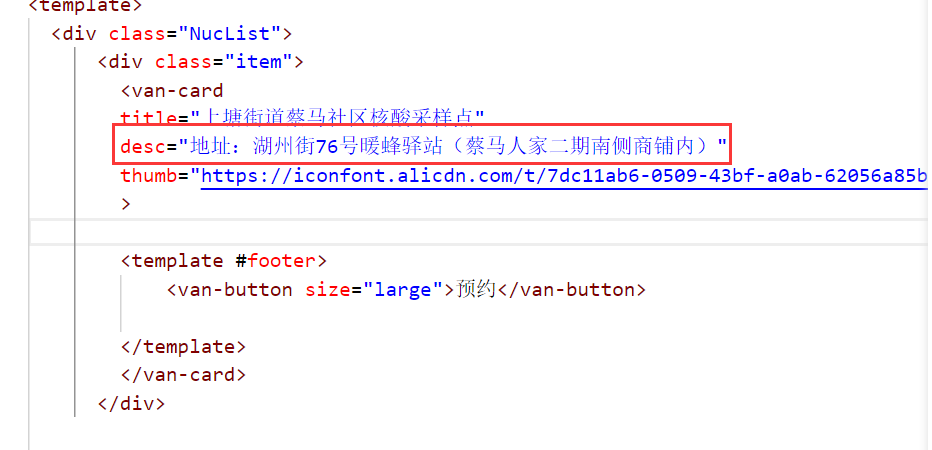 <template>
<div class="NucList">
<div class="item">
<van-card
title="上塘街道蔡马社区核酸采样点"
desc="地址：湖州街76号暖蜂驿站（蔡马人家二期南侧商铺内）"
thumb="https://iconfont.alicdn.com/t/7dc11ab6-0509-43bf-a0ab-62056a85b
>
<template #footer>
<van-button size="large">预约</van-button>
</template>
</van-card>
</div>